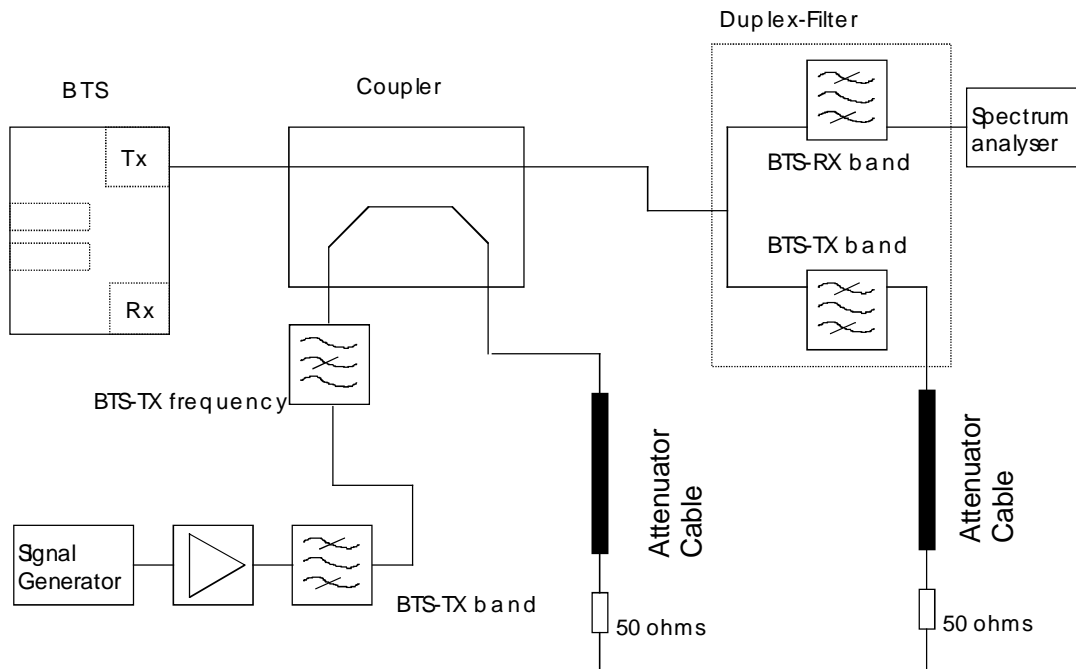 Duplex-Filter
BTS
Coupler
Tx
Spectrum
analyser
BTS-RX band
BTS-TX band
Rx
BTS-TX frequency
Attenuator
Cable
Attenuator
Cable
Signal
Generator
BTS-TX band
50 ohms
50 ohms